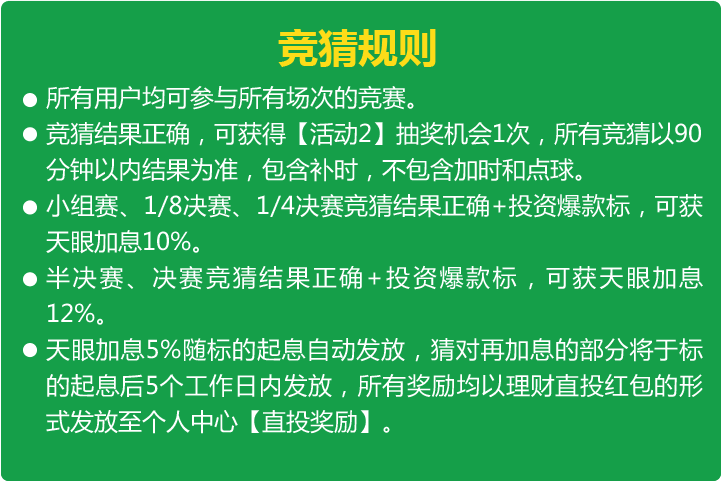 竞猜规则
● 所有用户均可参与所有场次的竞赛。
● 竞猜结果正确，可获得【活动2】抽奖机会1次，所有竞猜以90
分钟以内结果为准，包含补时，不包含加时和点球。
● 小组赛、1/8决赛、1/4决赛竞猜结果正确+投资爆款标，可获
天眼加息10%。
● 半决赛、决赛竞猜结果正确+投资爆款标，可获天眼加息
12%。
● 天眼加息5%随标的起息自动发放，猜对再加息的部分将于标
的起息后5个工作日内发放，所有奖励均以理财直投红包的形
式发放至个人中心【直投奖励】。